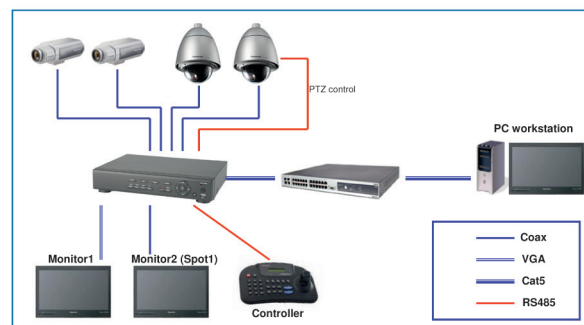 PTZ control
PC workstation
Monitor1
Monitor2 (Spot1)
Controller
Coax
VGA
Cat5
RS485